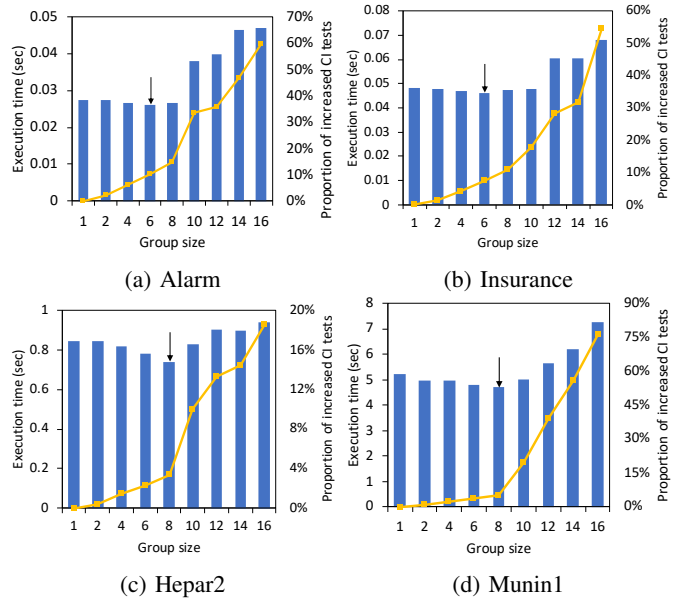 0.05
0.04
0.03
0.02
0.01
0
Execution time (sec)
70%
60%
50%
40%
30%
20%
10%
0%
Proportion of increased CI tests
1 2 4 6 8 10 12 14 16
Group size
(a) Alarm
0.08
0.07
0.06
0.05
0.04
0.03
0.02
0.01
0
Execution time (sec)
60%
50%
40%
30%
20%
10%
0%
Proportion of increased CI tests
1 2 4 6 8 10 12 14 16
Group size
(b) Insurance
1
0.8
0.6
0.4
0.2
0
Execution time (sec)
20%
16%
12%
8%
4%
0%
Proportion of increased CI tests
1 2 4 6 8 10 12 14 16
Group size
(c) Hepar2
8
7
6
5
4
3
2
1
0
Execution time (sec)
90%
75%
60%
45%
30%
15%
0%
Proportion of increased CI tests
1 2 4 6 8 10 12 14 16
Group size
(d) Munin1